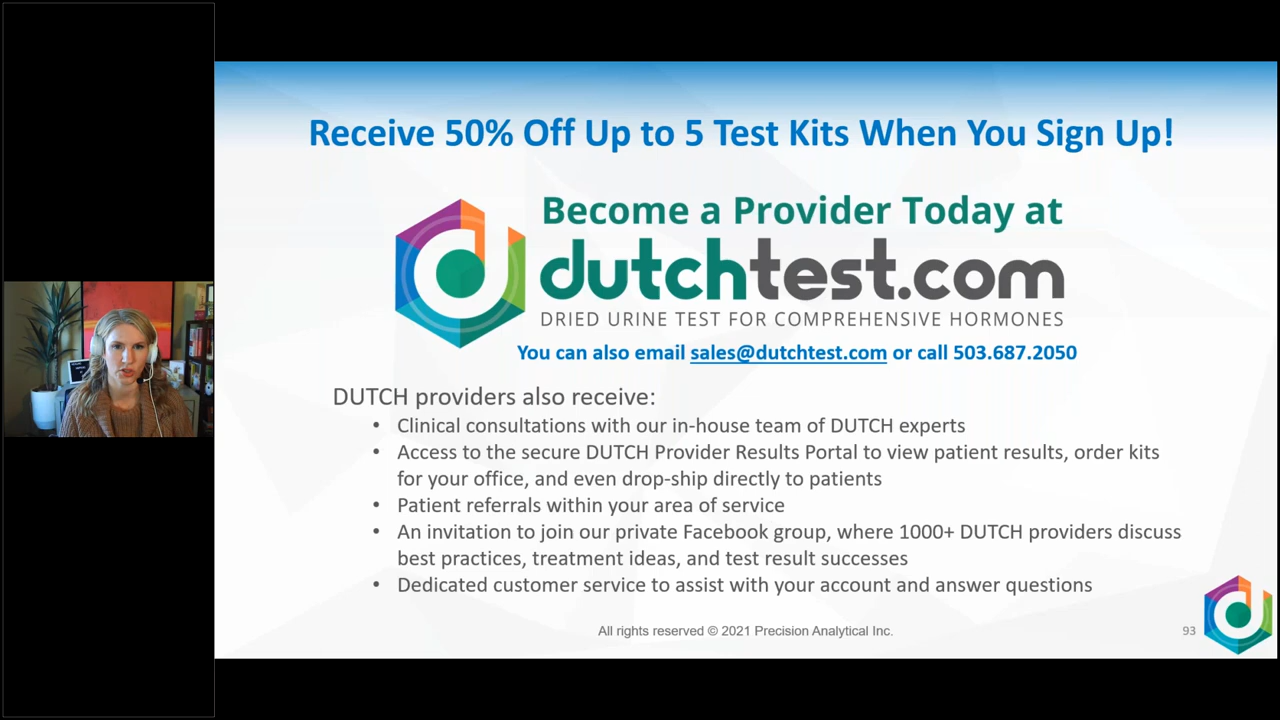 Receive 50% Off Up to 5 Test Kits When You Sign Up!
Become a Provider Today at
dutchtest.com
DRIED URINE TEST FOR COMPREHENSIVE HORMONES
You can also email sales@dutchtest.com or call 503.687.2050
DUTCH providers also receive:
• Clinical consultations with our in-house team of DUTCH experts
• Access to the secure DUTCH Provider Results Portal to view patient results, order kits
for your office, and even drop-ship directly to patients
• Patient referrals within your area of service
• An invitation to join our private Facebook group, where 1000+ DUTCH providers discuss
best practices, treatment ideas, and test result successes
• Dedicated customer service to assist with your account and answer questions
All rights reserved © 2021 Precision Analytical Inc.
93